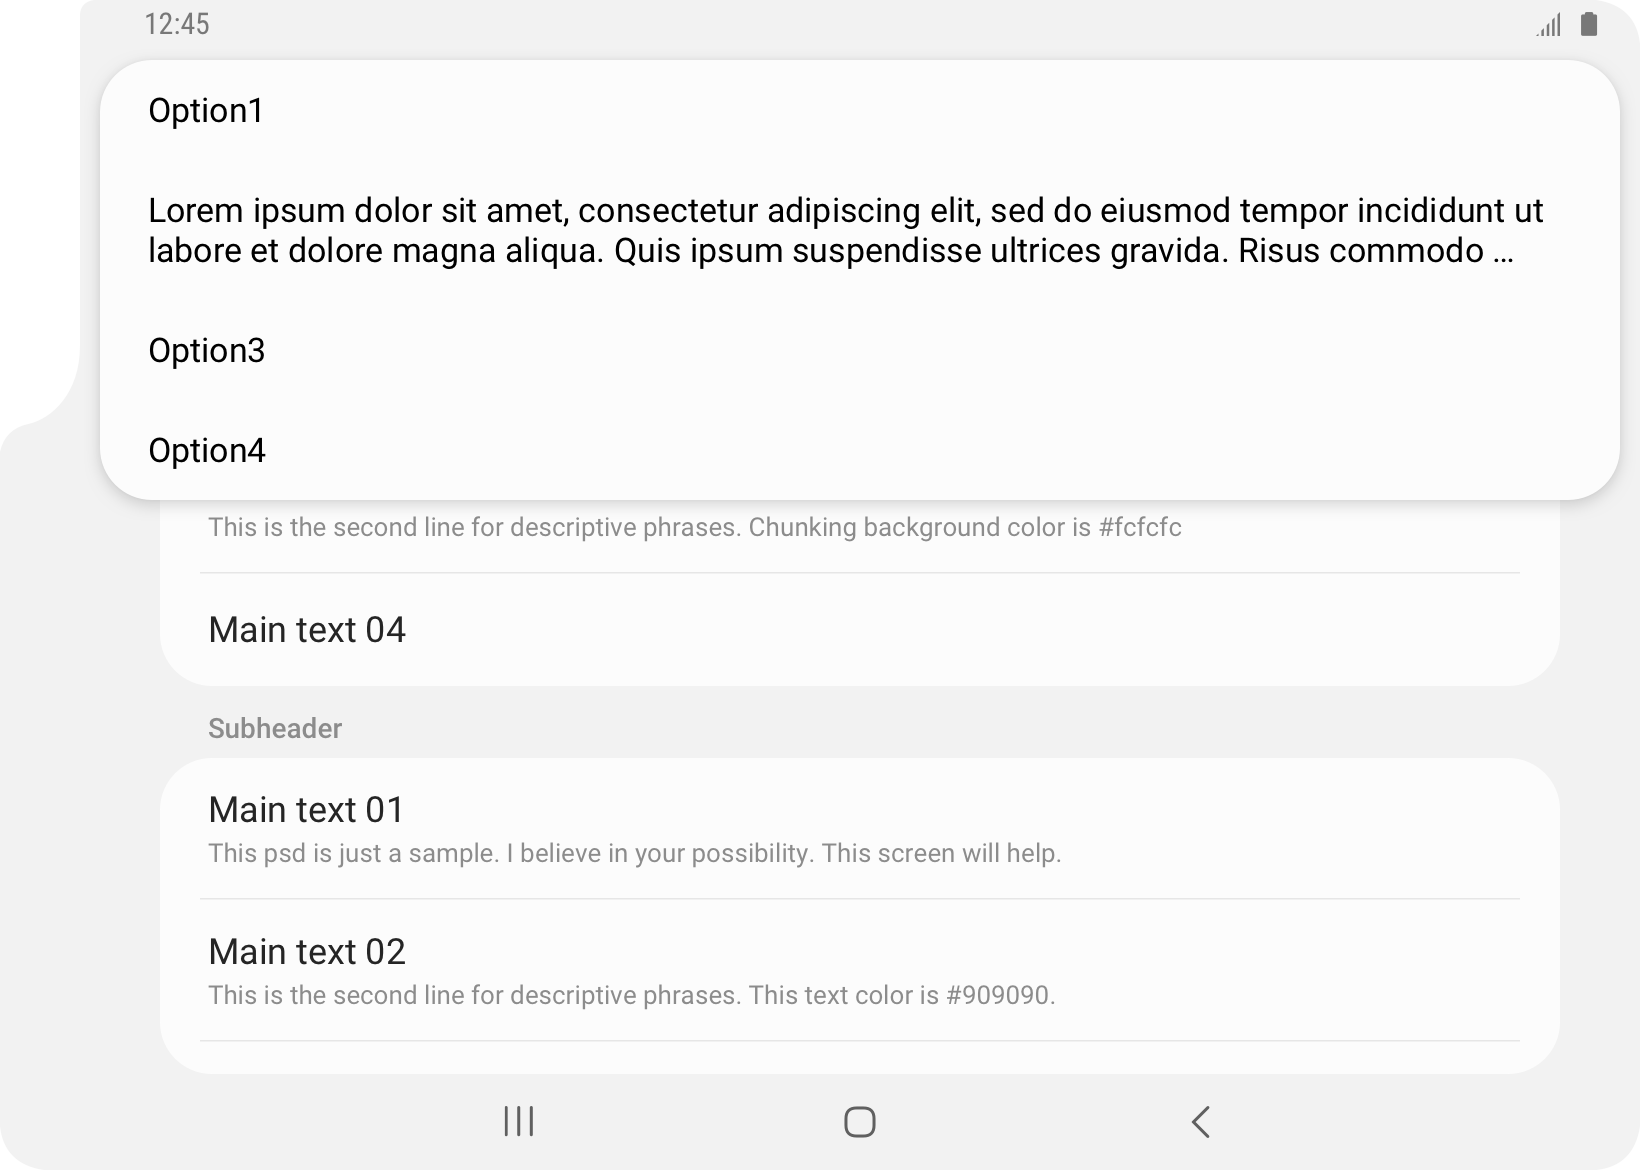 12:45
Option1
Lorem ipsum dolor sit amet, consectetur adipiscing elit, sed do eiusmod tempor incididunt ut
labore et dolore magna aliqua. Quis ipsum suspendisse ultrices gravida. Risus commodo ...
Option3
Option4
This is the second line for descriptive phrases. Chunking background color is #fcfcfc
Main text 04
Subheader
Main text 01
This psd is just a sample. I believe in your possibility. This screen will help.
Main text 02
This is the second line for descriptive phrases. This text color is #909090.